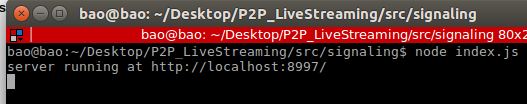 bao@bao: ~/Desktop/P2P_LiveStreaming/src/signaling
bao@bao: ~/Desktop/P2P_LiveStreaming/src/signaling 80x2
bao@bao:~/Desktop/P2P_LiveStreaming/src/signaling$ node index.js
server running at http://localhost:8997/